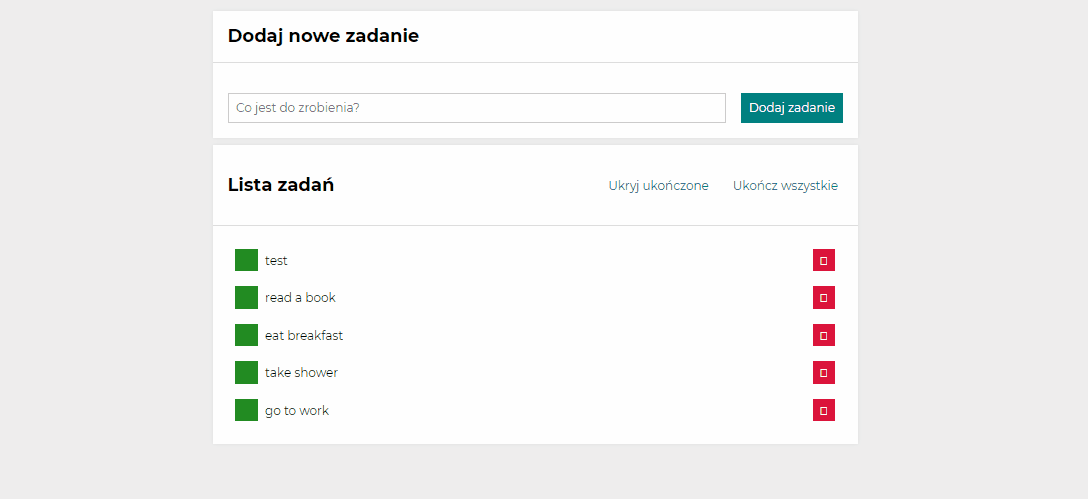 Dodaj nowe zadanie
Co jest do zrobienia?
Dodaj zadanie
Lista zadań
Ukryj ukończone
Ukończ wszystkie
test
read a book
eat breakfast
take shower
go to work